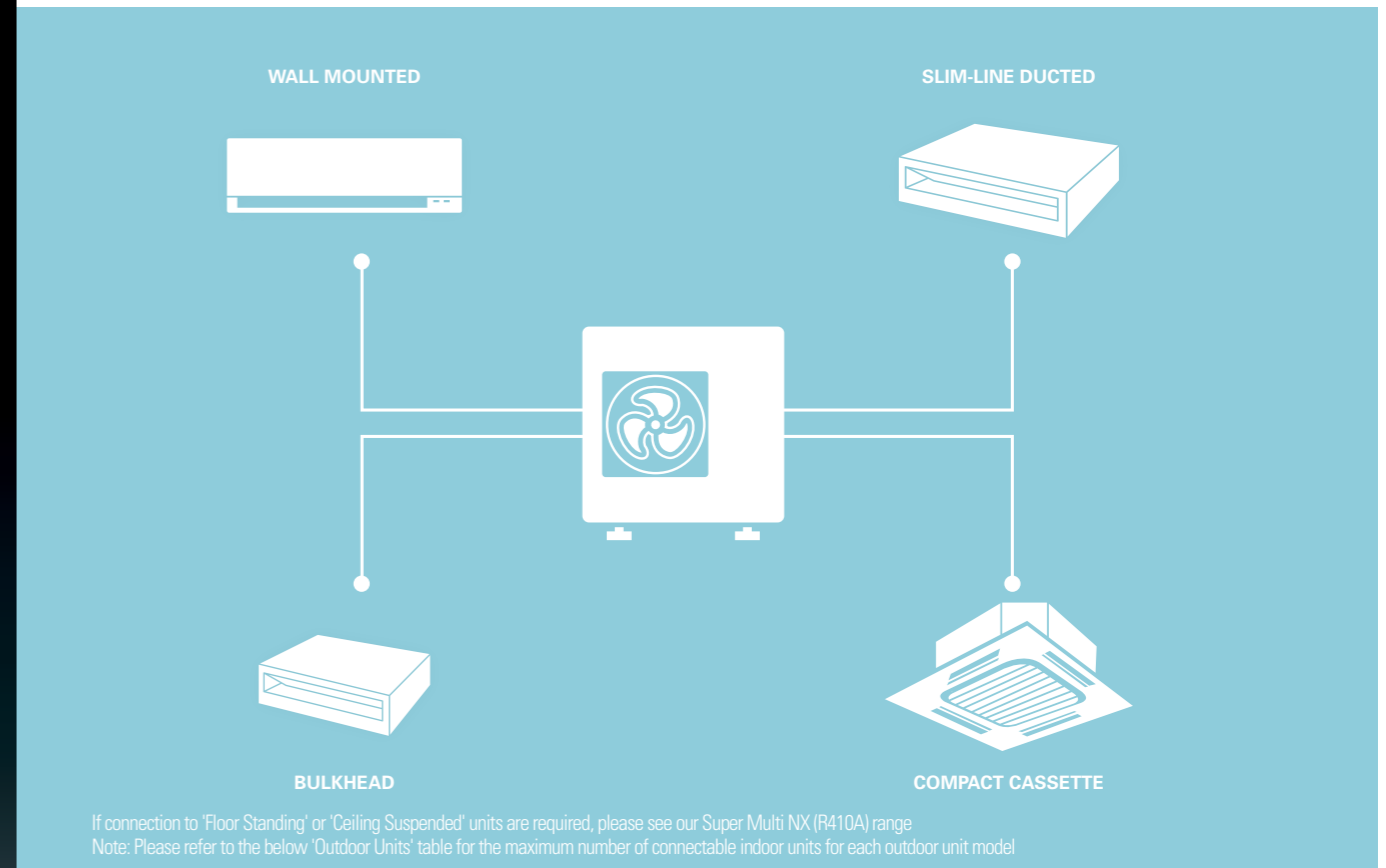 WALL MOUNTED
SLIM-LINE DUCTED
BULKHEAD
COMPACT CASSETTE
If connection to 'Floor Standing' or 'Ceiling Suspended' units are required, please see our Super Multi NX (R410A) range
Note: Please refer to the below 'Outdoor Units' table for the maximum number of connectable indoor units for each outdoor unit model